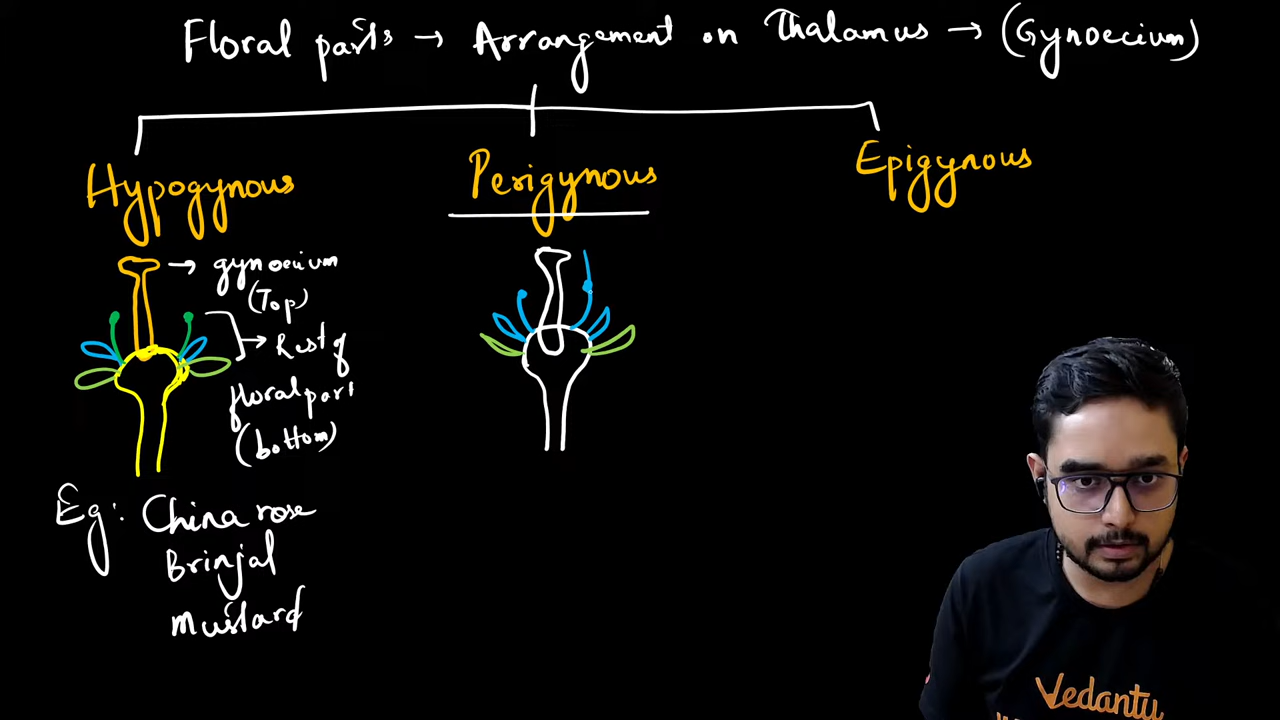 Floral parts → Arrangement on Thalamus → (Gynoecium)
Hypogynous
Perigynous
Epigynous
→ gynoecium
(Top)
→ Rest of
floral part
(bottom)
Eg: China rose
Brinjal
Mustard
Vedantu